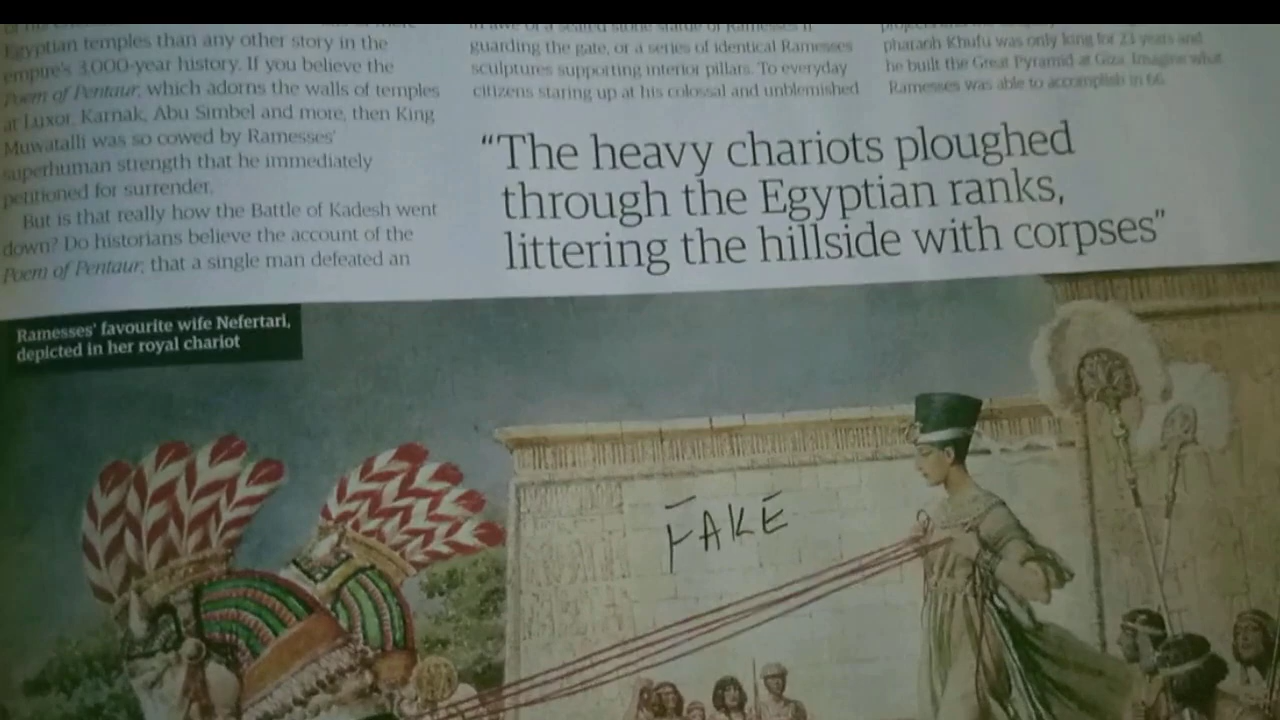 Egyptian temples than any other story in the
empire's 3,000-year history. If you believe the
Poem of Pentaur, which adorns the walls of temples
at Luxor, Karnak, Abu Simbel and more, then King
Muwatalli was so cowed by Ramesses'
superhuman strength that he immediately
petitioned for surrender.
But is that really how the Battle of Kadesh went
down? Do historians believe the account of the
Poem of Pentaur, that a single man defeated an
guarding the gate, or a series of identical Ramesses
sculptures supporting interior pillars. To everyday
citizens staring up at his colossal and unblemished
pharaoh Khufu was only king for 23 years and
he built the Great Pyramid at Giza. Imagine what
Ramesses was able to accomplish in 66.
"The heavy chariots ploughed
through the Egyptian ranks,
littering the hillside with corpses"
Ramesses' favourite wife Nefertari,
depicted in her royal chariot
FAKE